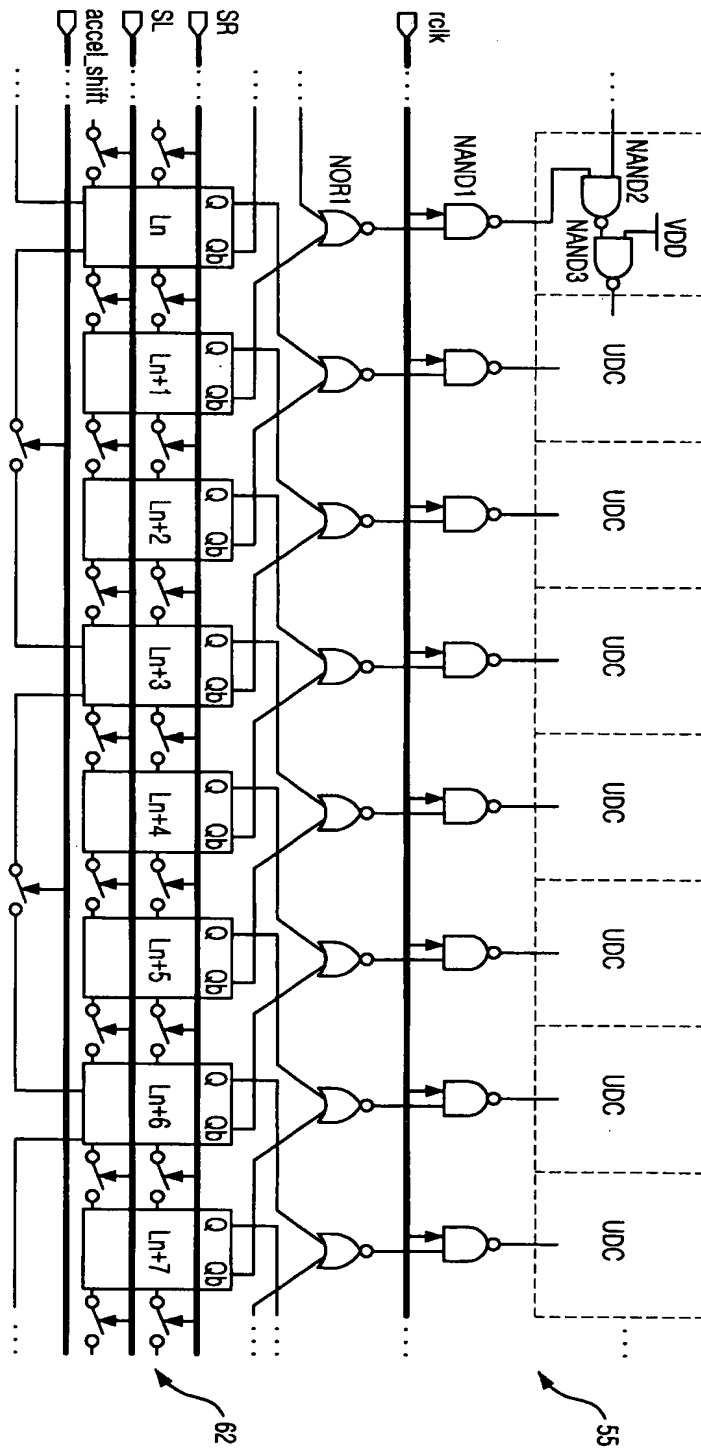 55
VDD
NAND2
NAND3
UDC
UDC
UDC
UDC
UDC
UDC
UDC
NAND1
rclk
NOR1
Q Qb
Q Qb
Q Qb
Q Qb
Q Qb
Q Qb
Q Qb
Q Qb
Ln
Ln+1
Ln+2
Ln+3
Ln+4
Ln+5
Ln+6
Ln+7
SR
SL
accel_shift
62